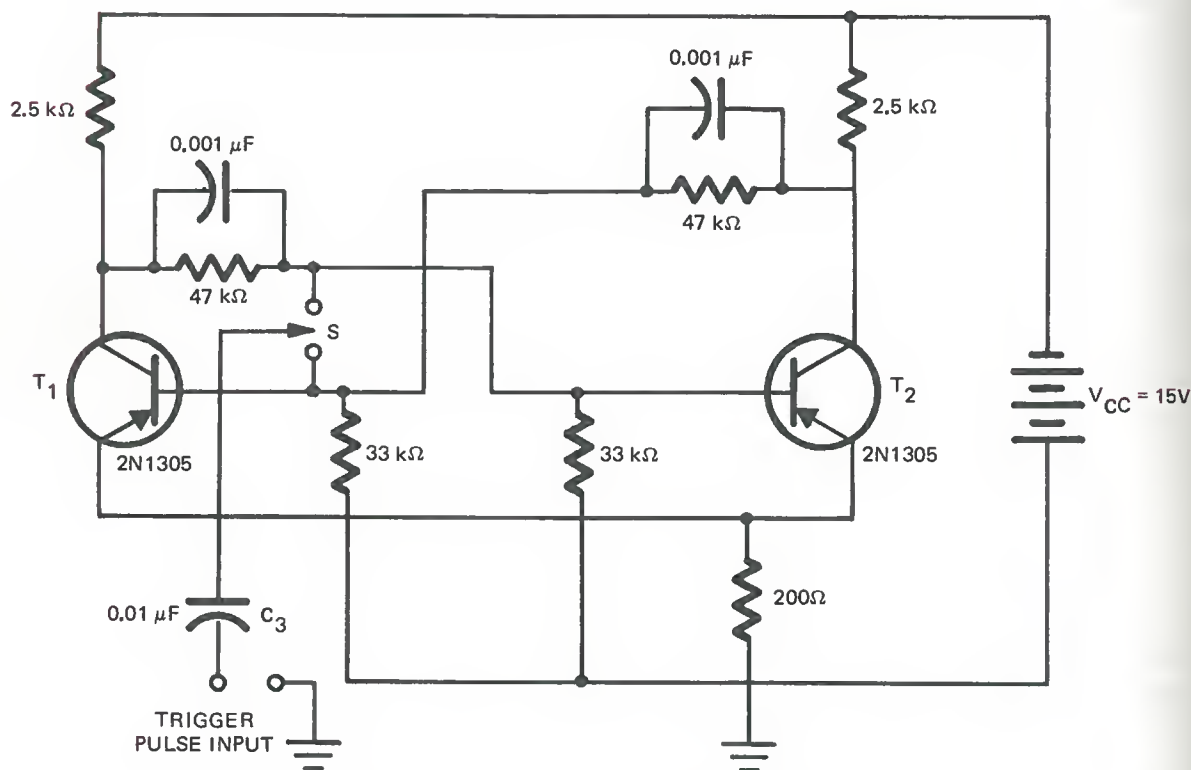 0.001 μF
2.5 kΩ
2.5 kΩ
0.001 μF
47 kΩ
47 kΩ
S
T1
T2
VCC = 15V
2N1305
33 kΩ
33 kΩ
2N1305
0.01 μF
C3
200Ω
TRIGGER
PULSE INPUT